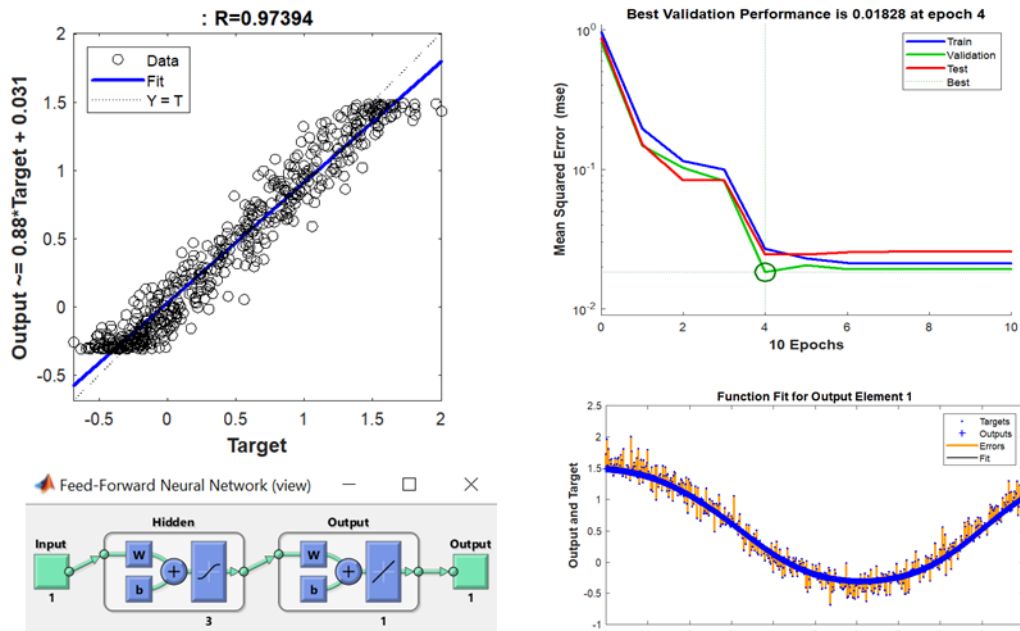 : R=0.97394
Output ~= 0.88*Target + 0.031
2
1.5
1
0.5
0
-0.5
Data
Fit
Y = T
-0.5 0 0.5 1 1.5 2
Target
Best Validation Performance is 0.01828 at epoch 4
Mean Squared Error (mse)
10^0
10^-1
10^-2
Train
Validation
Test
Best
0 2 4 6 8 10
10 Epochs
Feed-Forward Neural Network (view)
Hidden
Output
Input
W
b
+
W
b
+
Output
1
3
1
1
Function Fit for Output Element 1
Output and Target
2.5
2
1.5
1
0.5
0
-0.5
-1
Targets
Outputs
Errors
Fit